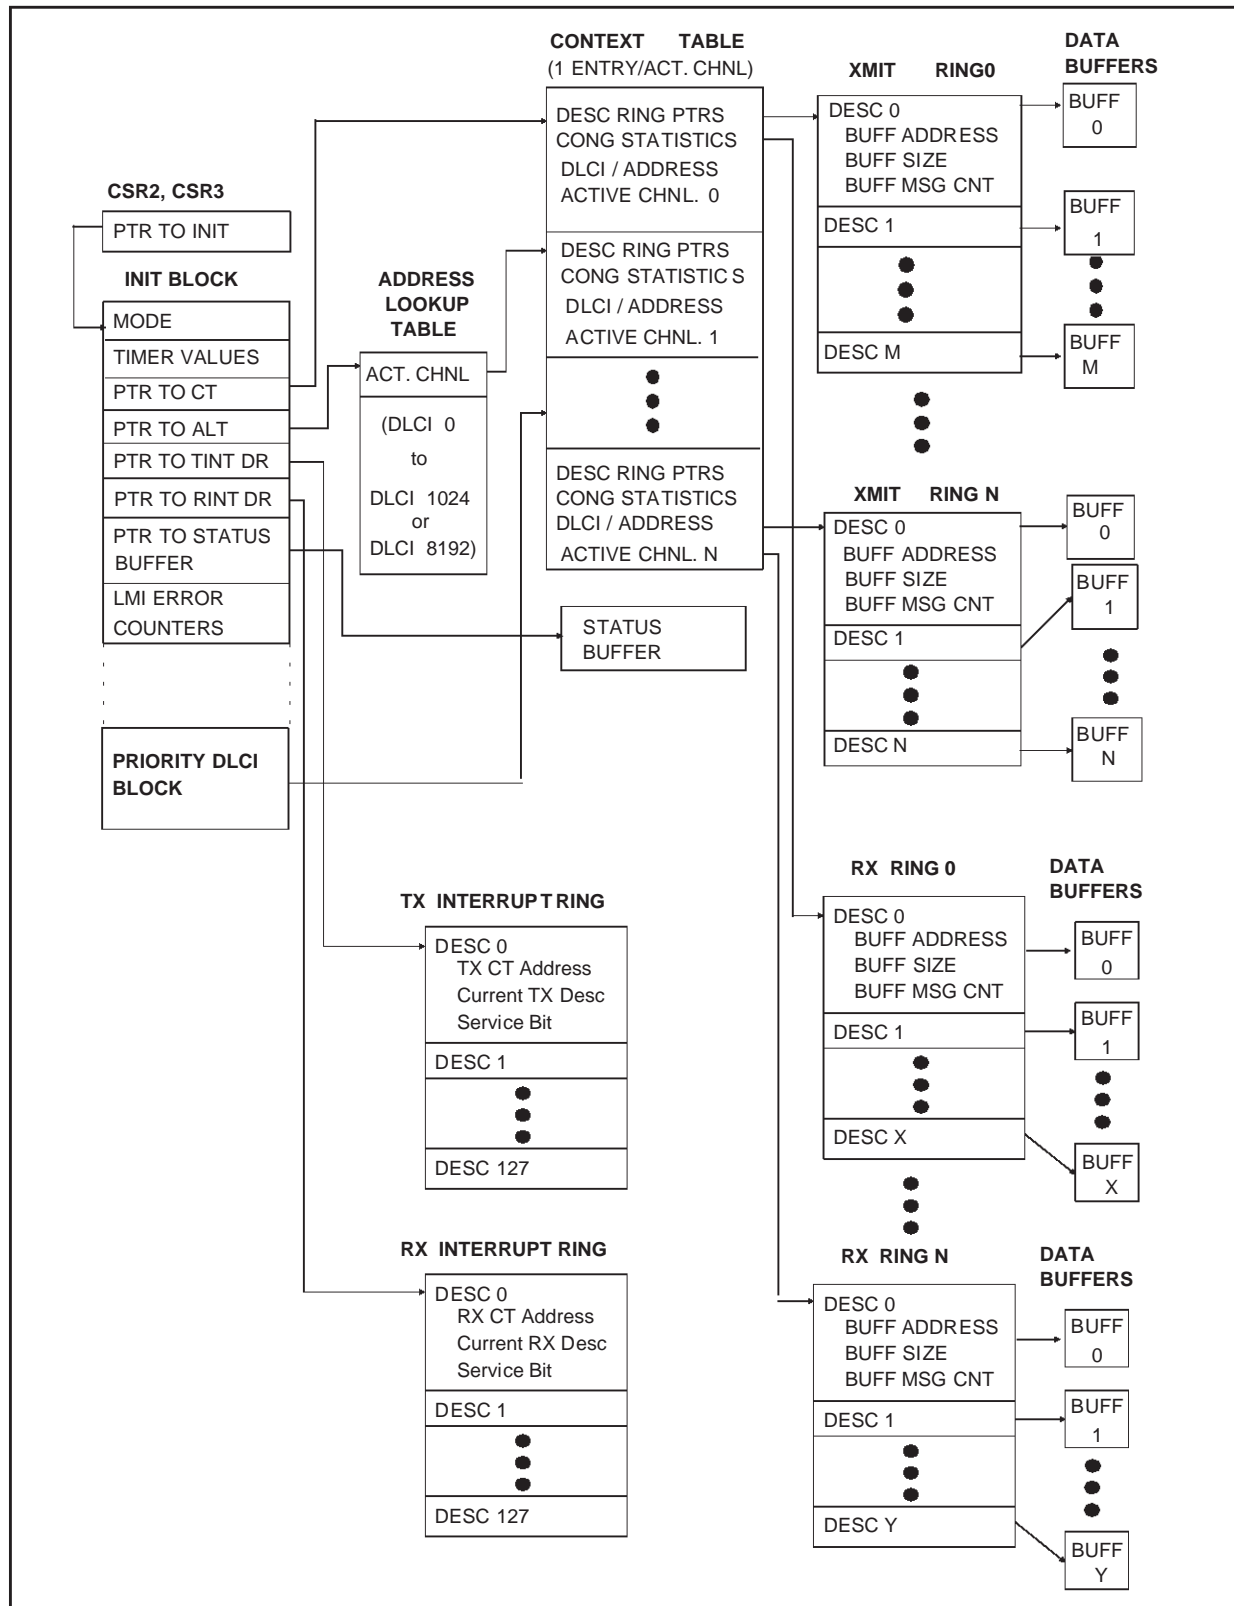 CSR2, CSR3
PTR TO INIT
INIT BLOCK
MODE
TIMER VALUES
PTR TO CT
PTR TO ALT
PTR TO TINT DR
PTR TO RINT DR
PTR TO STATUS
BUFFER
LMI ERROR
COUNTERS
PRIORITY DLCI
BLOCK
ADDRESS
LOOKUP
TABLE
ACT. CHNL
(DLCI 0
to
DLCI 1024
or
DLCI 8192)
CONTEXT TABLE
(1 ENTRY/ACT. CHNL)
DESC RING PTRS
CONG STATISTICS
DLCI / ADDRESS
ACTIVE CHNL. 0
DESC RING PTRS
CONG STATISTICS
DLCI / ADDRESS
ACTIVE CHNL. 1
DESC RING PTRS
CONG STATISTICS
DLCI / ADDRESS
ACTIVE CHNL. N
STATUS
BUFFER
TX INTERRUPT RING
DESC 0
TX CT Address
Current TX Desc
Service Bit
DESC 1
DESC 127
RX INTERRUPT RING
DESC 0
RX CT Address
Current RX Desc
Service Bit
DESC 1
DESC 127
XMIT RING0
DESC 0
BUFF ADDRESS
BUFF SIZE
BUFF MSG CNT
DESC 1
DESC M
DATA
BUFFERS
BUFF
0
BUFF
1
BUFF
M
XMIT RING N
DESC 0
BUFF ADDRESS
BUFF SIZE
BUFF MSG CNT
DESC 1
DESC N
BUFF
0
BUFF
1
BUFF
N
RX RING 0
DESC 0
BUFF ADDRESS
BUFF SIZE
BUFF MSG CNT
DESC 1
DESC X
DATA
BUFFERS
BUFF
0
BUFF
1
BUFF
X
RX RING N
DESC 0
BUFF ADDRESS
BUFF SIZE
BUFF MSG CNT
DESC 1
DESC Y
DATA
BUFFERS
BUFF
0
BUFF
1
BUFF
Y